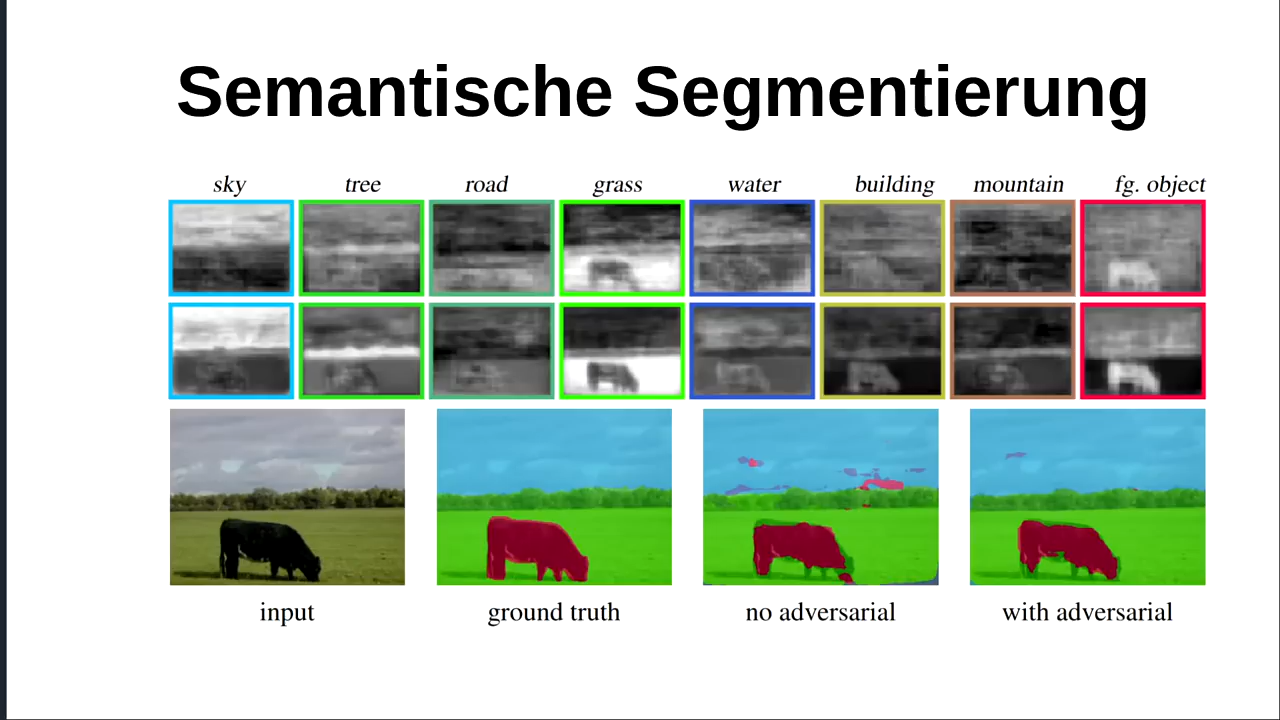 Semantische Segmentierung
sky tree road grass water building mountain fg. object
input ground truth no adversarial with adversarial